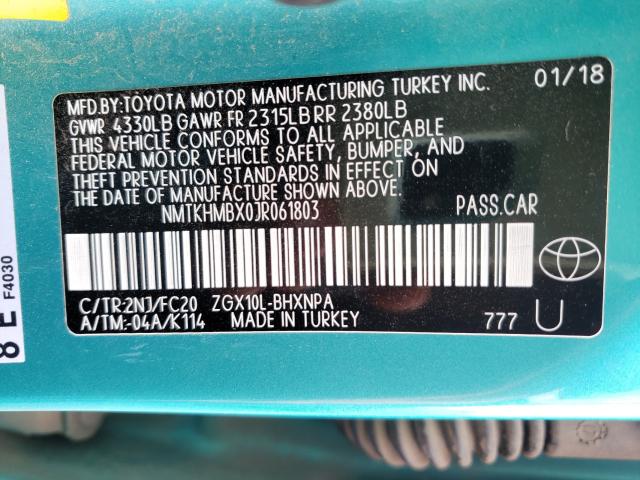 MFD.BY:TOYOTA MOTOR MANUFACTURING TURKEY INC. 01/18
GVWR 4330LB GAWR FR 2315LB RR 2380LB
THIS VEHICLE CONFORMS TO ALL APPLICABLE
FEDERAL MOTOR VEHICLE SAFETY, BUMPER, AND
THEFT PREVENTION STANDARDS IN EFFECT ON
THE DATE OF MANUFACTURE SHOWN ABOVE.
NMTKHMBX0JR061803 PASS.CAR
C/TR:2NJ/FC20 ZGX10L-BHXNPA
A/TM:-04A/K114 MADE IN TURKEY 777 U
8 E
F4030